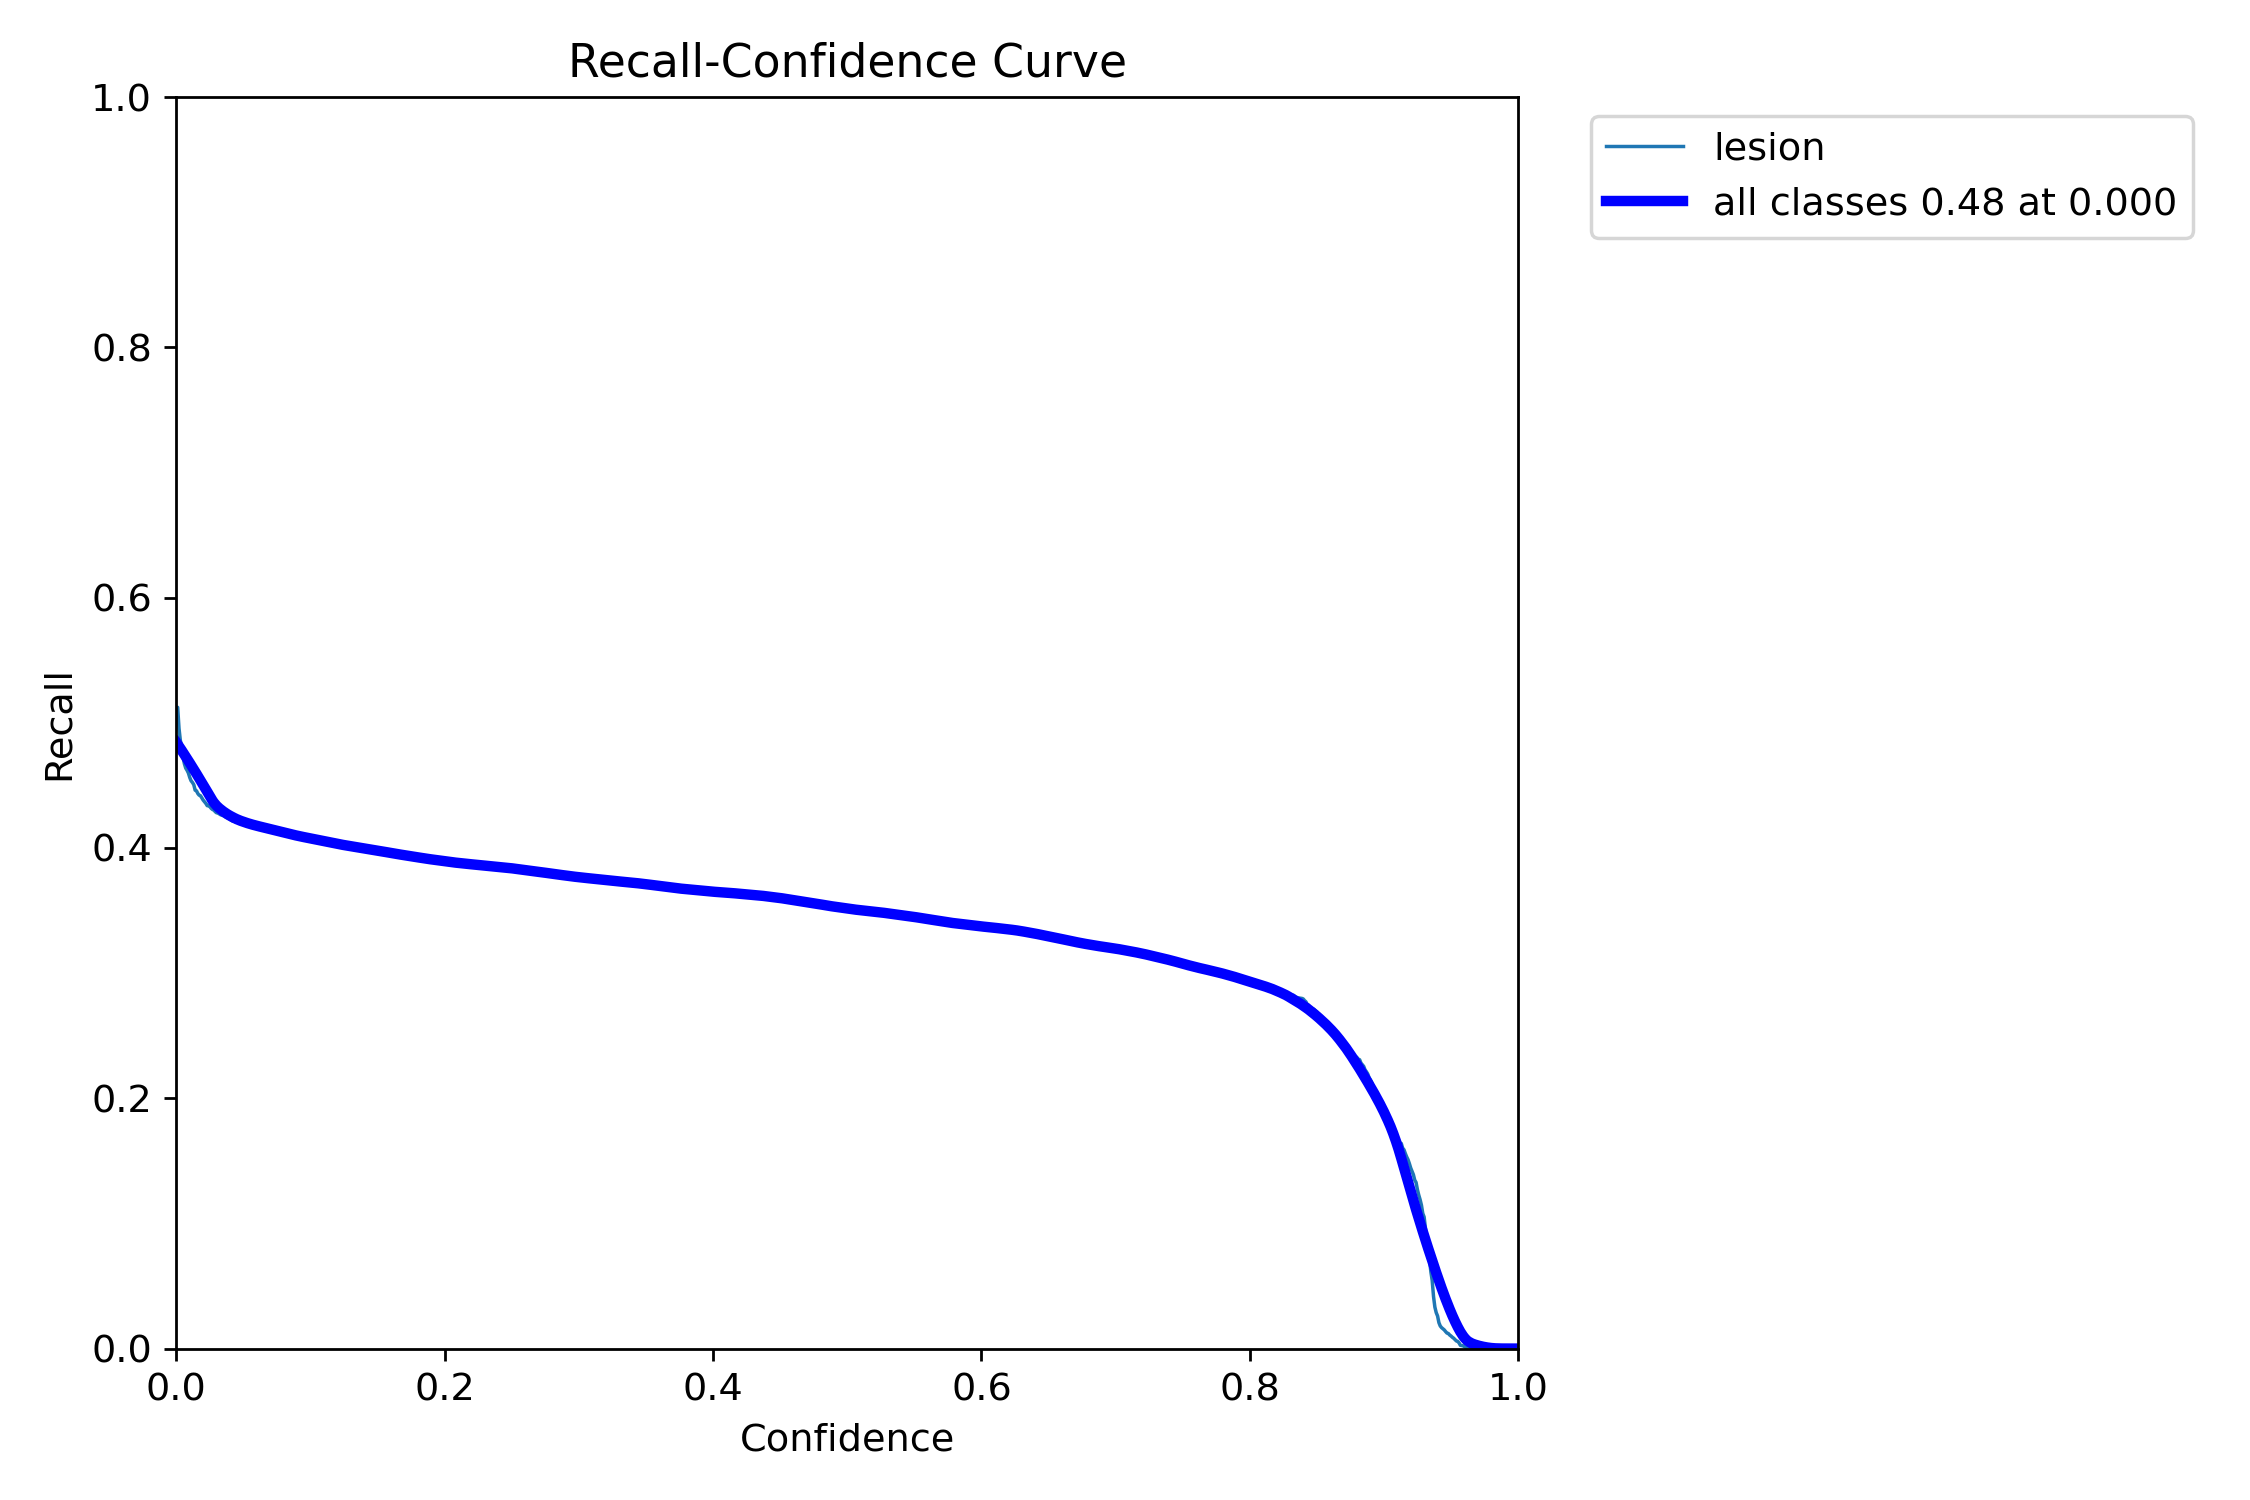 Recall-Confidence Curve
1.0
0.8
0.6
0.4
0.2
0.0
Recall
0.0 0.2 0.4 0.6 0.8 1.0
Confidence
lesion
all classes 0.48 at 0.000